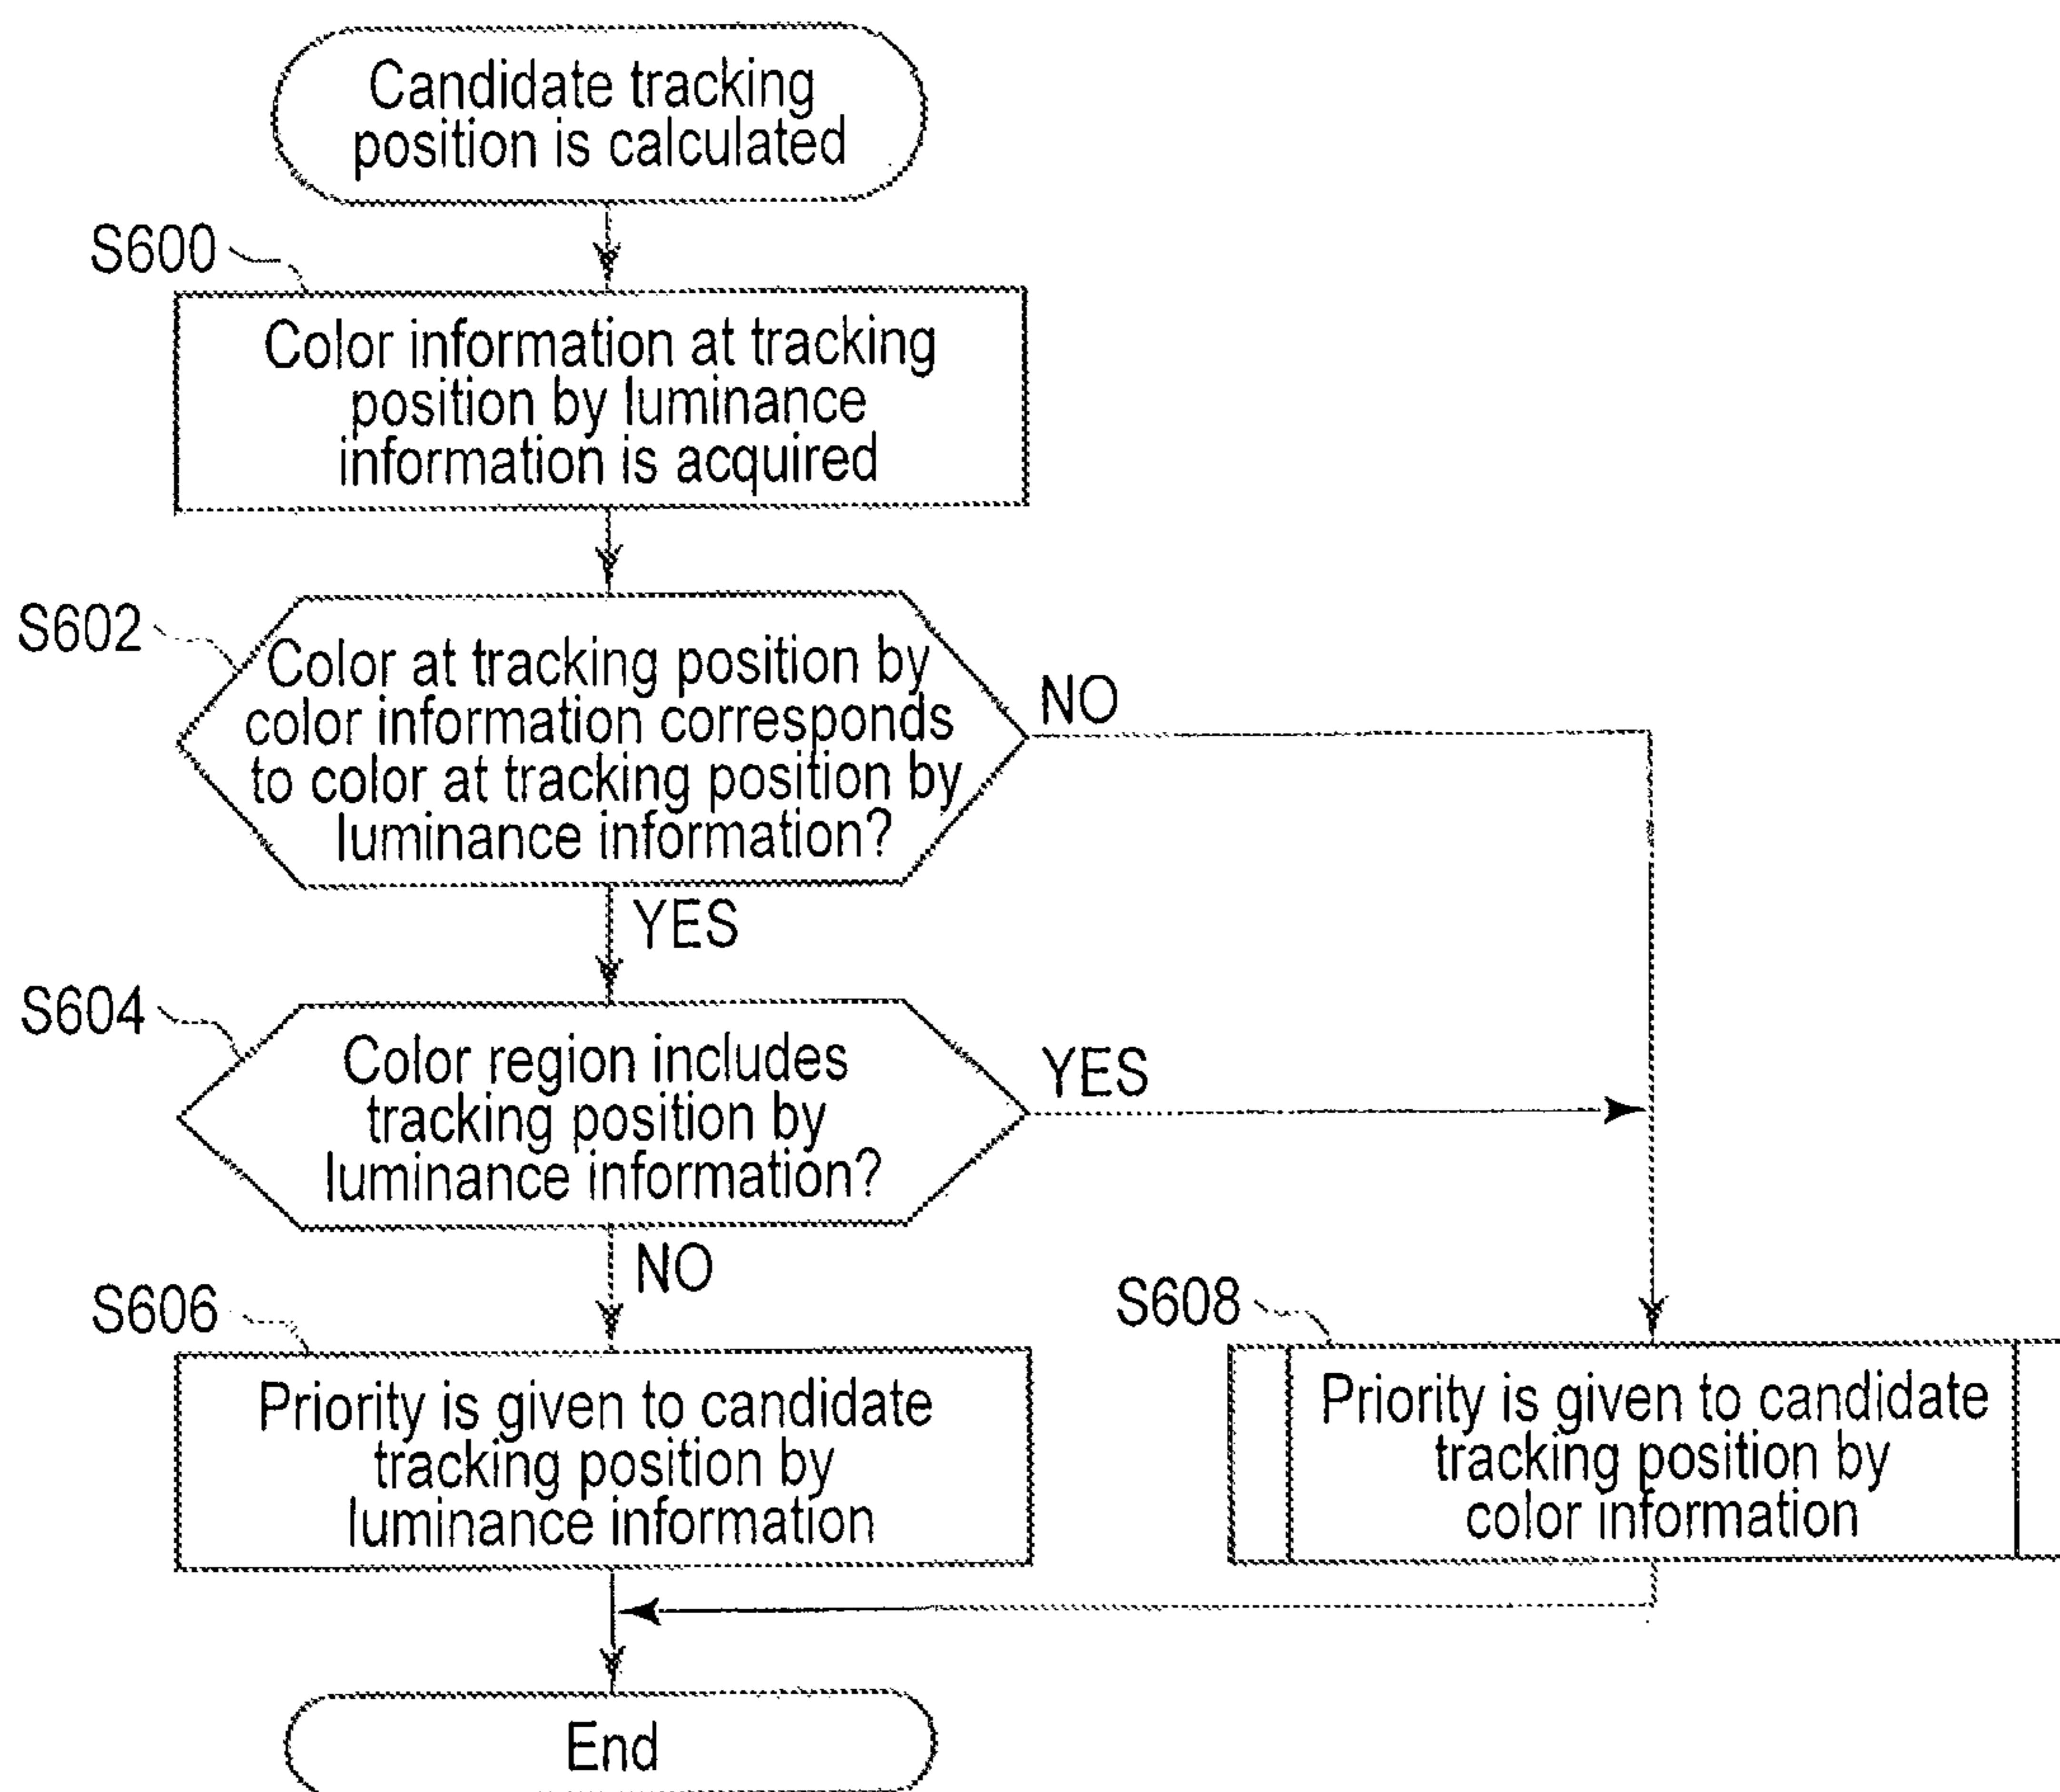 Candidate tracking
position is calculated
S600
Color information at tracking
position by luminance
information is acquired
S602
Color at tracking position by
color information corresponds
to color at tracking position by
luminance information?
NO
YES
S604
Color region includes
tracking position by
luminance information?
YES
NO
S606
Priority is given to candidate
tracking position by
luminance information
S608
Priority is given to candidate
tracking position by
color information
End